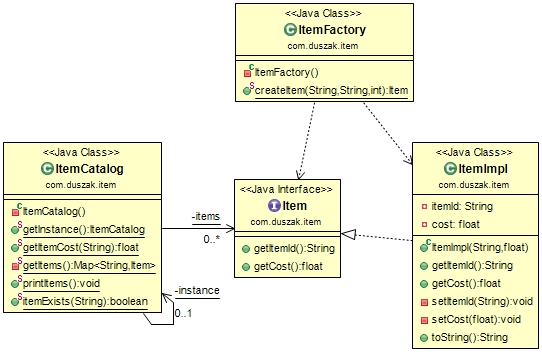 <<Java Class>>
ItemFactory
com.duszak.item
ItemFactory()
createItem(String,String,int):Item
<<Java Class>>
ItemCatalog
com.duszak.item
ItemCatalog()
getInstance():ItemCatalog
getItemCost(String):float
getItems():Map<String,Item>
printItems():void
itemExists(String):boolean
-items
0..*
-instance
0..1
<<Java Interface>>
Item
com.duszak.item
getItemId():String
getCost():float
<<Java Class>>
ItemImpl
com.duszak.item
itemId: String
cost: float
ItemImpl(String,float)
getItemId():String
getCost():float
setItemId(String):void
setCost(float):void
toString():String